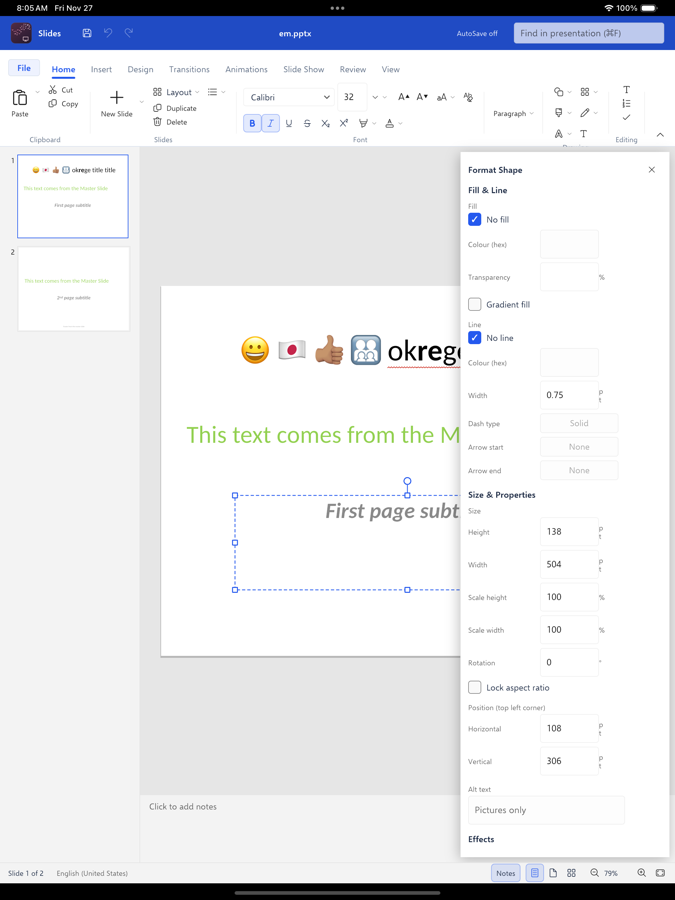 8:05 AM Fri Nov 27
100%
Slides
em.pptx
AutoSave off
Find in presentation (⌘F)
File
Home
Insert
Design
Transitions
Animations
Slide Show
Review
View
Paste
Cut
Copy
Clipboard
New Slide
Layout
Duplicate
Delete
Slides
Calibri
32
Font
Paragraph
Editing
1
😀 🇯🇵 👍🏽 okrege title title
This text comes from the Master Slide
First page subtitle
2
This text comes from the Master Slide
2nd page subtitle
😀 🇯🇵 👍🏽 okreg
This text comes from the M
First page subt
Format Shape
Fill & Line
Fill
No fill
Colour (hex)
Transparency
%
Gradient fill
Line
No line
Colour (hex)
Width
0.75
pt
Dash type
Solid
Arrow start
None
Arrow end
None
Size & Properties
Size
Height
138
pt
Width
504
pt
Scale height
100
%
Scale width
100
%
Rotation
0
°
Lock aspect ratio
Position (top left corner)
Horizontal
108
pt
Vertical
306
pt
Alt text
Pictures only
Effects
Click to add notes
Slide 1 of 2
English (United States)
Notes
79%